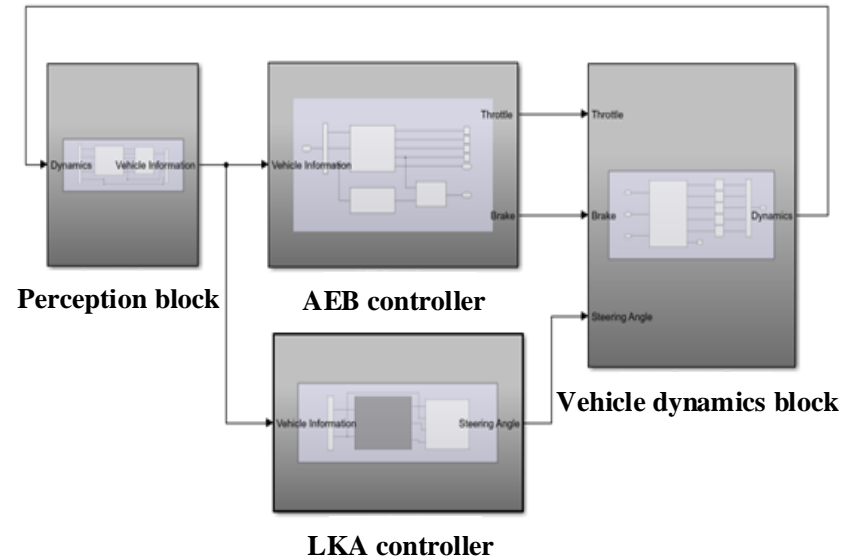 Dynamics
Vehicle Information
Perception block
Vehicle Information
Throttle
Brake
AEB controller
Vehicle Information
Steering Angle
LKA controller
Throttle
Brake
Steering Angle
Dynamics
Vehicle dynamics block